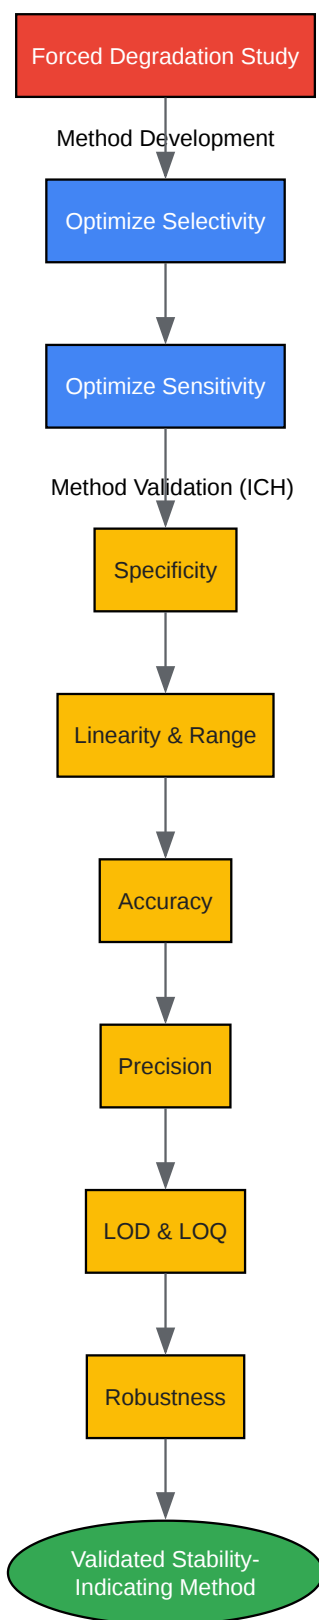 Forced Degradation Study
Method Development
Optimize Selectivity
Optimize Sensitivity
Method Validation (ICH)
Specificity
Linearity & Range
Accuracy
Precision
LOD & LOQ
Robustness
Validated Stability-
Indicating Method